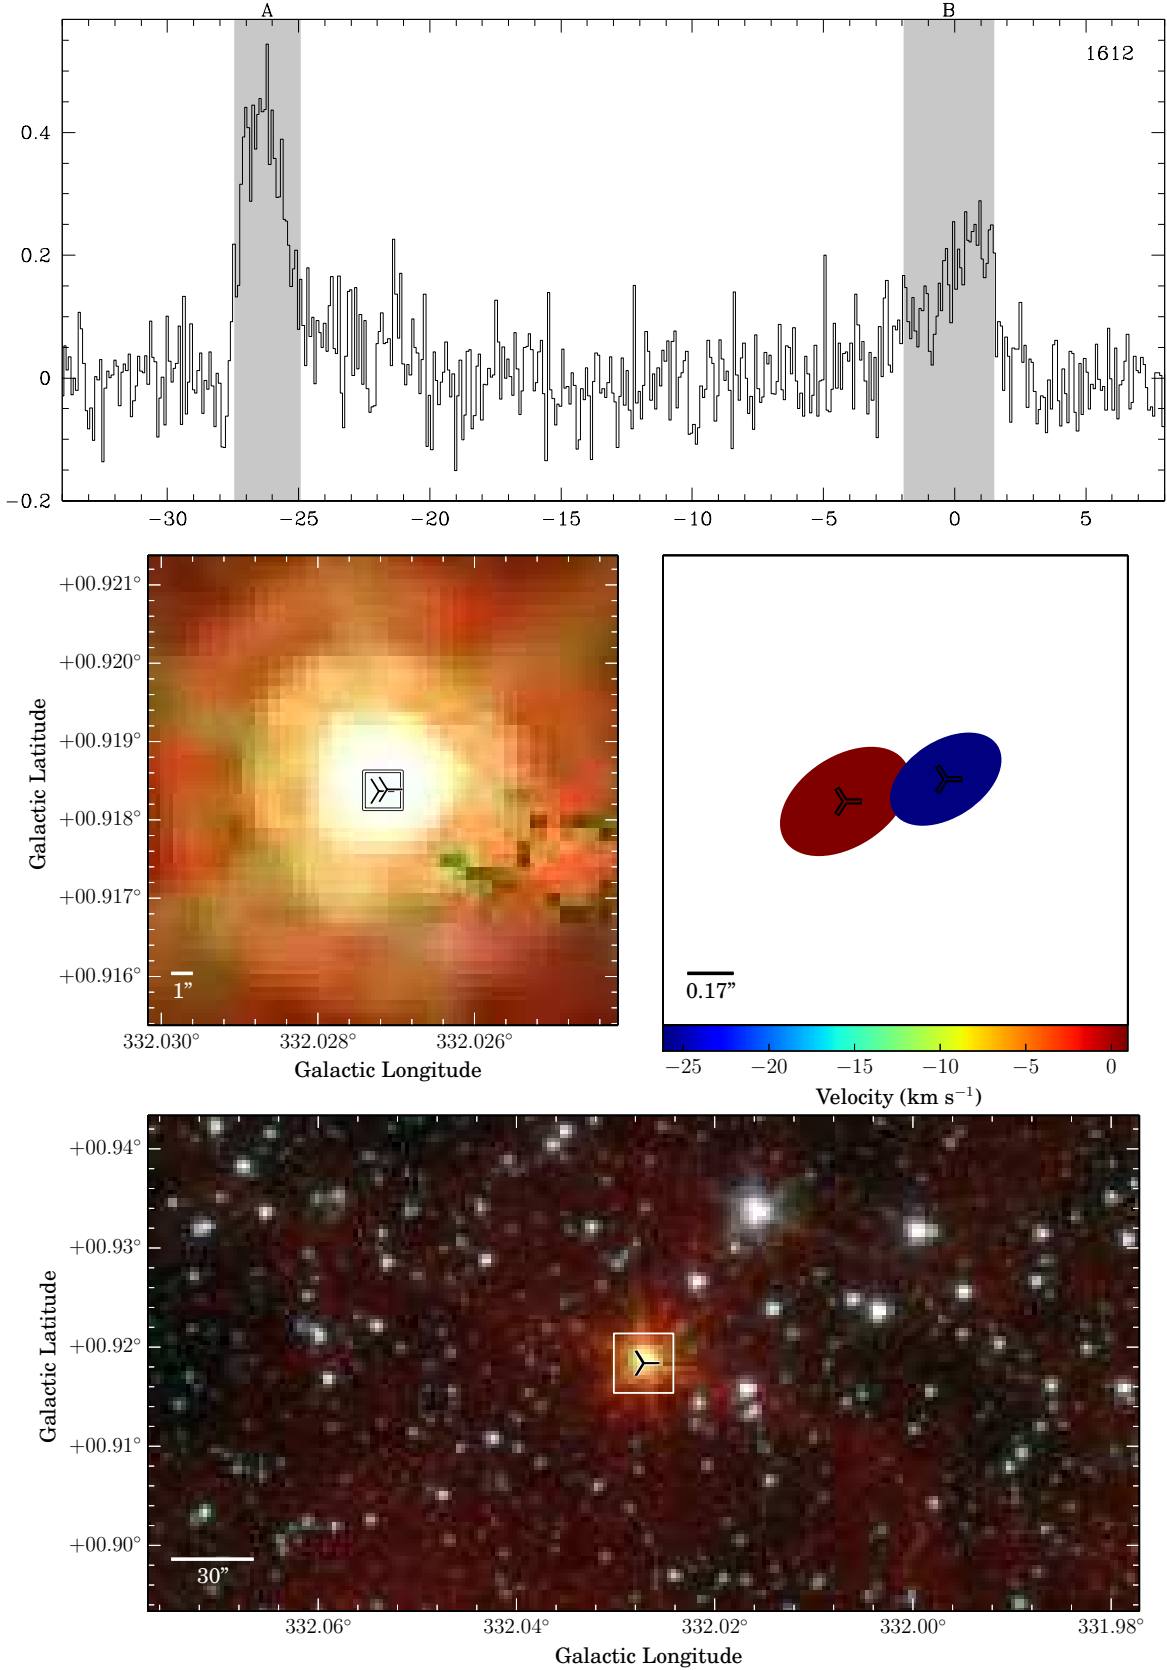 A B
1612
0.4
0.2
0
−0.2
−30 −25 −20 −15 −10 −5 0 5
+00.921°
+00.920°
+00.919°
+00.918°
+00.917°
+00.916°
Galactic Latitude
1”
332.030° 332.028° 332.026°
Galactic Longitude
0.17”
−25 −20 −15 −10 −5 0
Velocity (km s⁻¹)
+00.94°
+00.93°
+00.92°
+00.91°
+00.90°
Galactic Latitude
30”
332.06° 332.04° 332.02° 332.00° 331.98°
Galactic Longitude